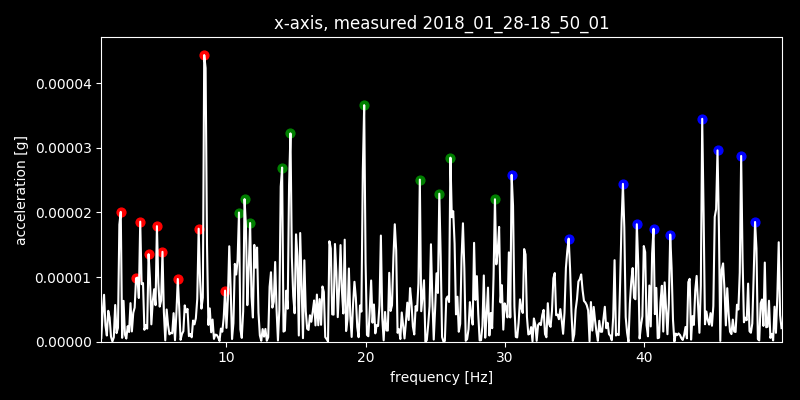 x-axis, measured 2018_01_28-18_50_01
acceleration [g]
0.00004
0.00003
0.00002
0.00001
0.00000
10 20 30 40
frequency [Hz]